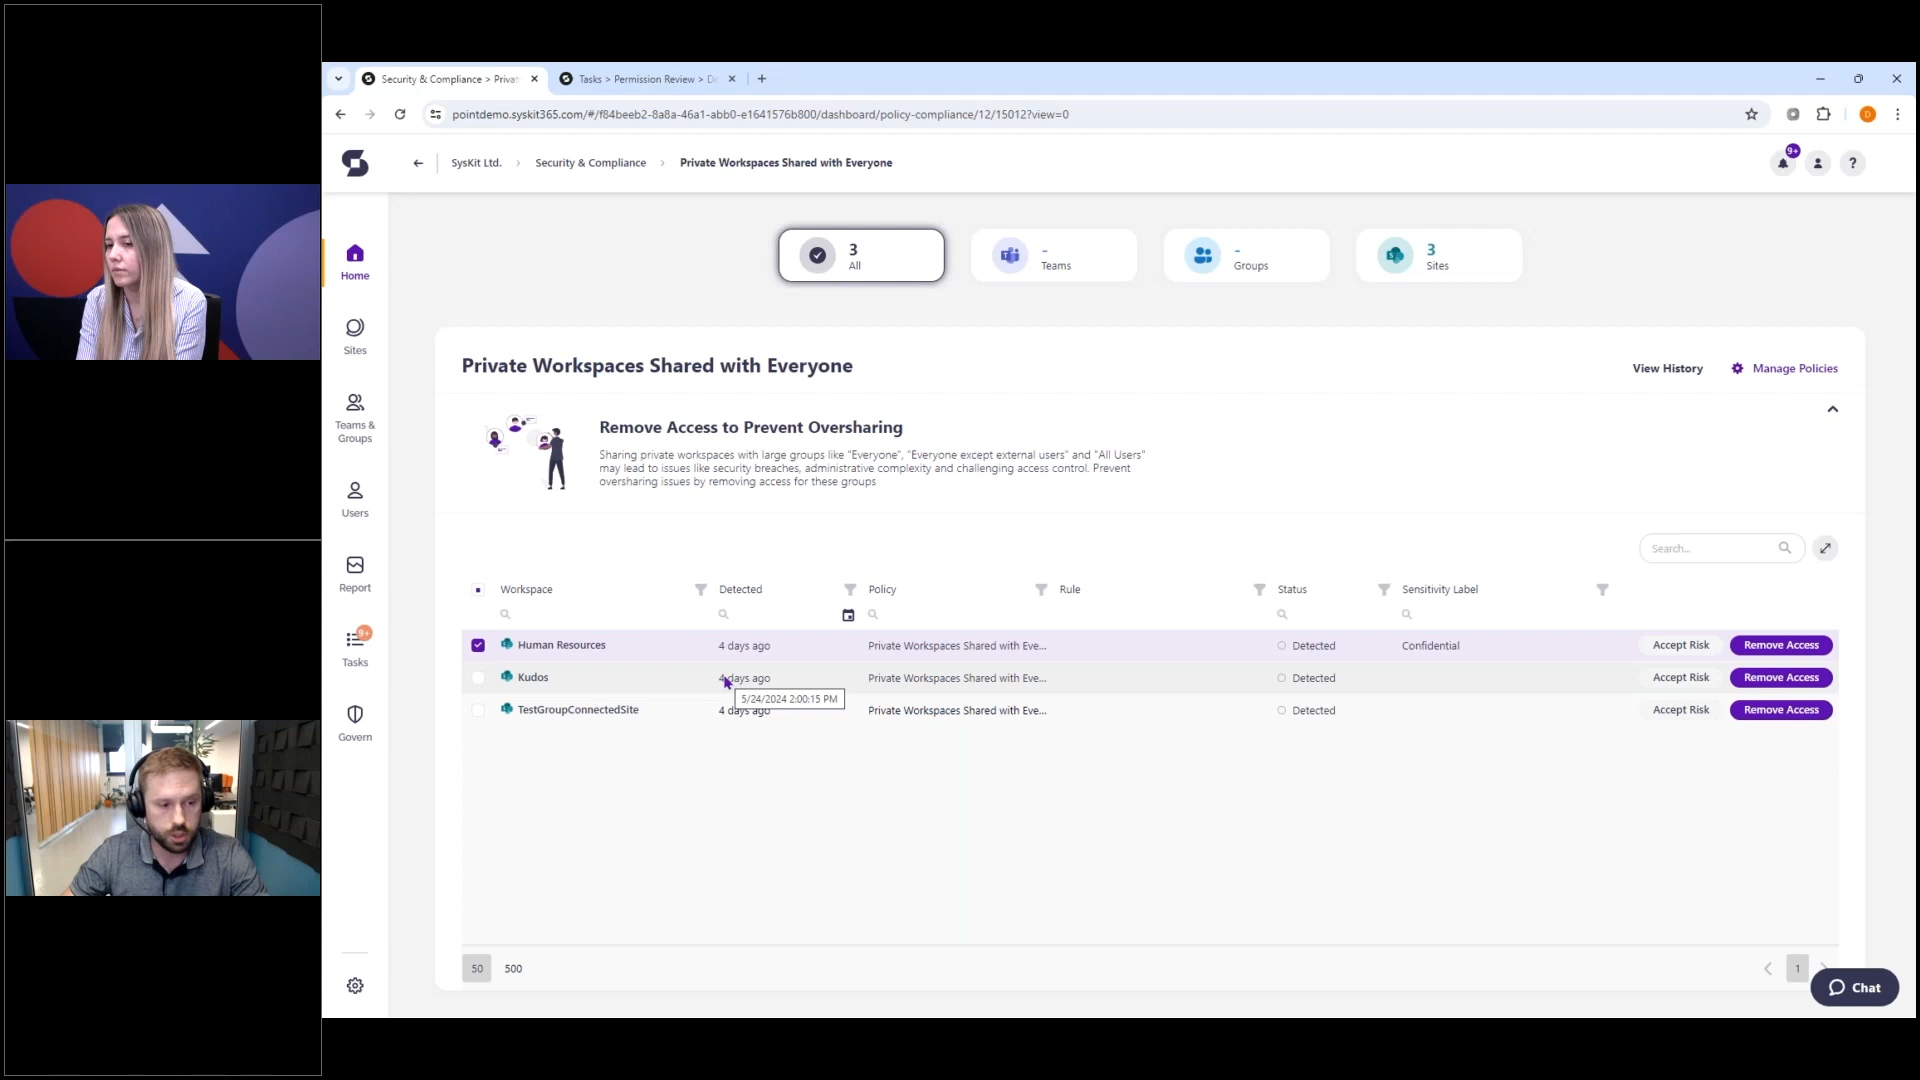 Security & Compliance > Privat
Tasks > Permission Review > De
pointdemo.syskit365.com/#/f84beeb2-8a8a-46a1-abb0-e1641576b800/dashboard/policy-compliance/12/15012?view=0
D
SysKit Ltd. > Security & Compliance > Private Workspaces Shared with Everyone
9+
?
Home
Sites
Teams &
Groups
Users
Report
9+
Tasks
Govern
3
All
-
Teams
-
Groups
3
Sites
Private Workspaces Shared with Everyone
View History
Manage Policies
Remove Access to Prevent Oversharing
Sharing private workspaces with large groups like "Everyone", "Everyone except external users" and "All Users"
may lead to issues like security breaches, administrative complexity and challenging access control. Prevent
oversharing issues by removing access for these groups
Search...
Workspace Detected Policy Rule Status Sensitivity Label
Human Resources 4 days ago Private Workspaces Shared with Eve... Detected Confidential Accept Risk Remove Access
Kudos 4 days ago Private Workspaces Shared with Eve... Detected Accept Risk Remove Access
5/24/2024 2:00:15 PM
TestGroupConnectedSite 4 days ago Private Workspaces Shared with Eve... Detected Accept Risk Remove Access
50 500
1
Chat